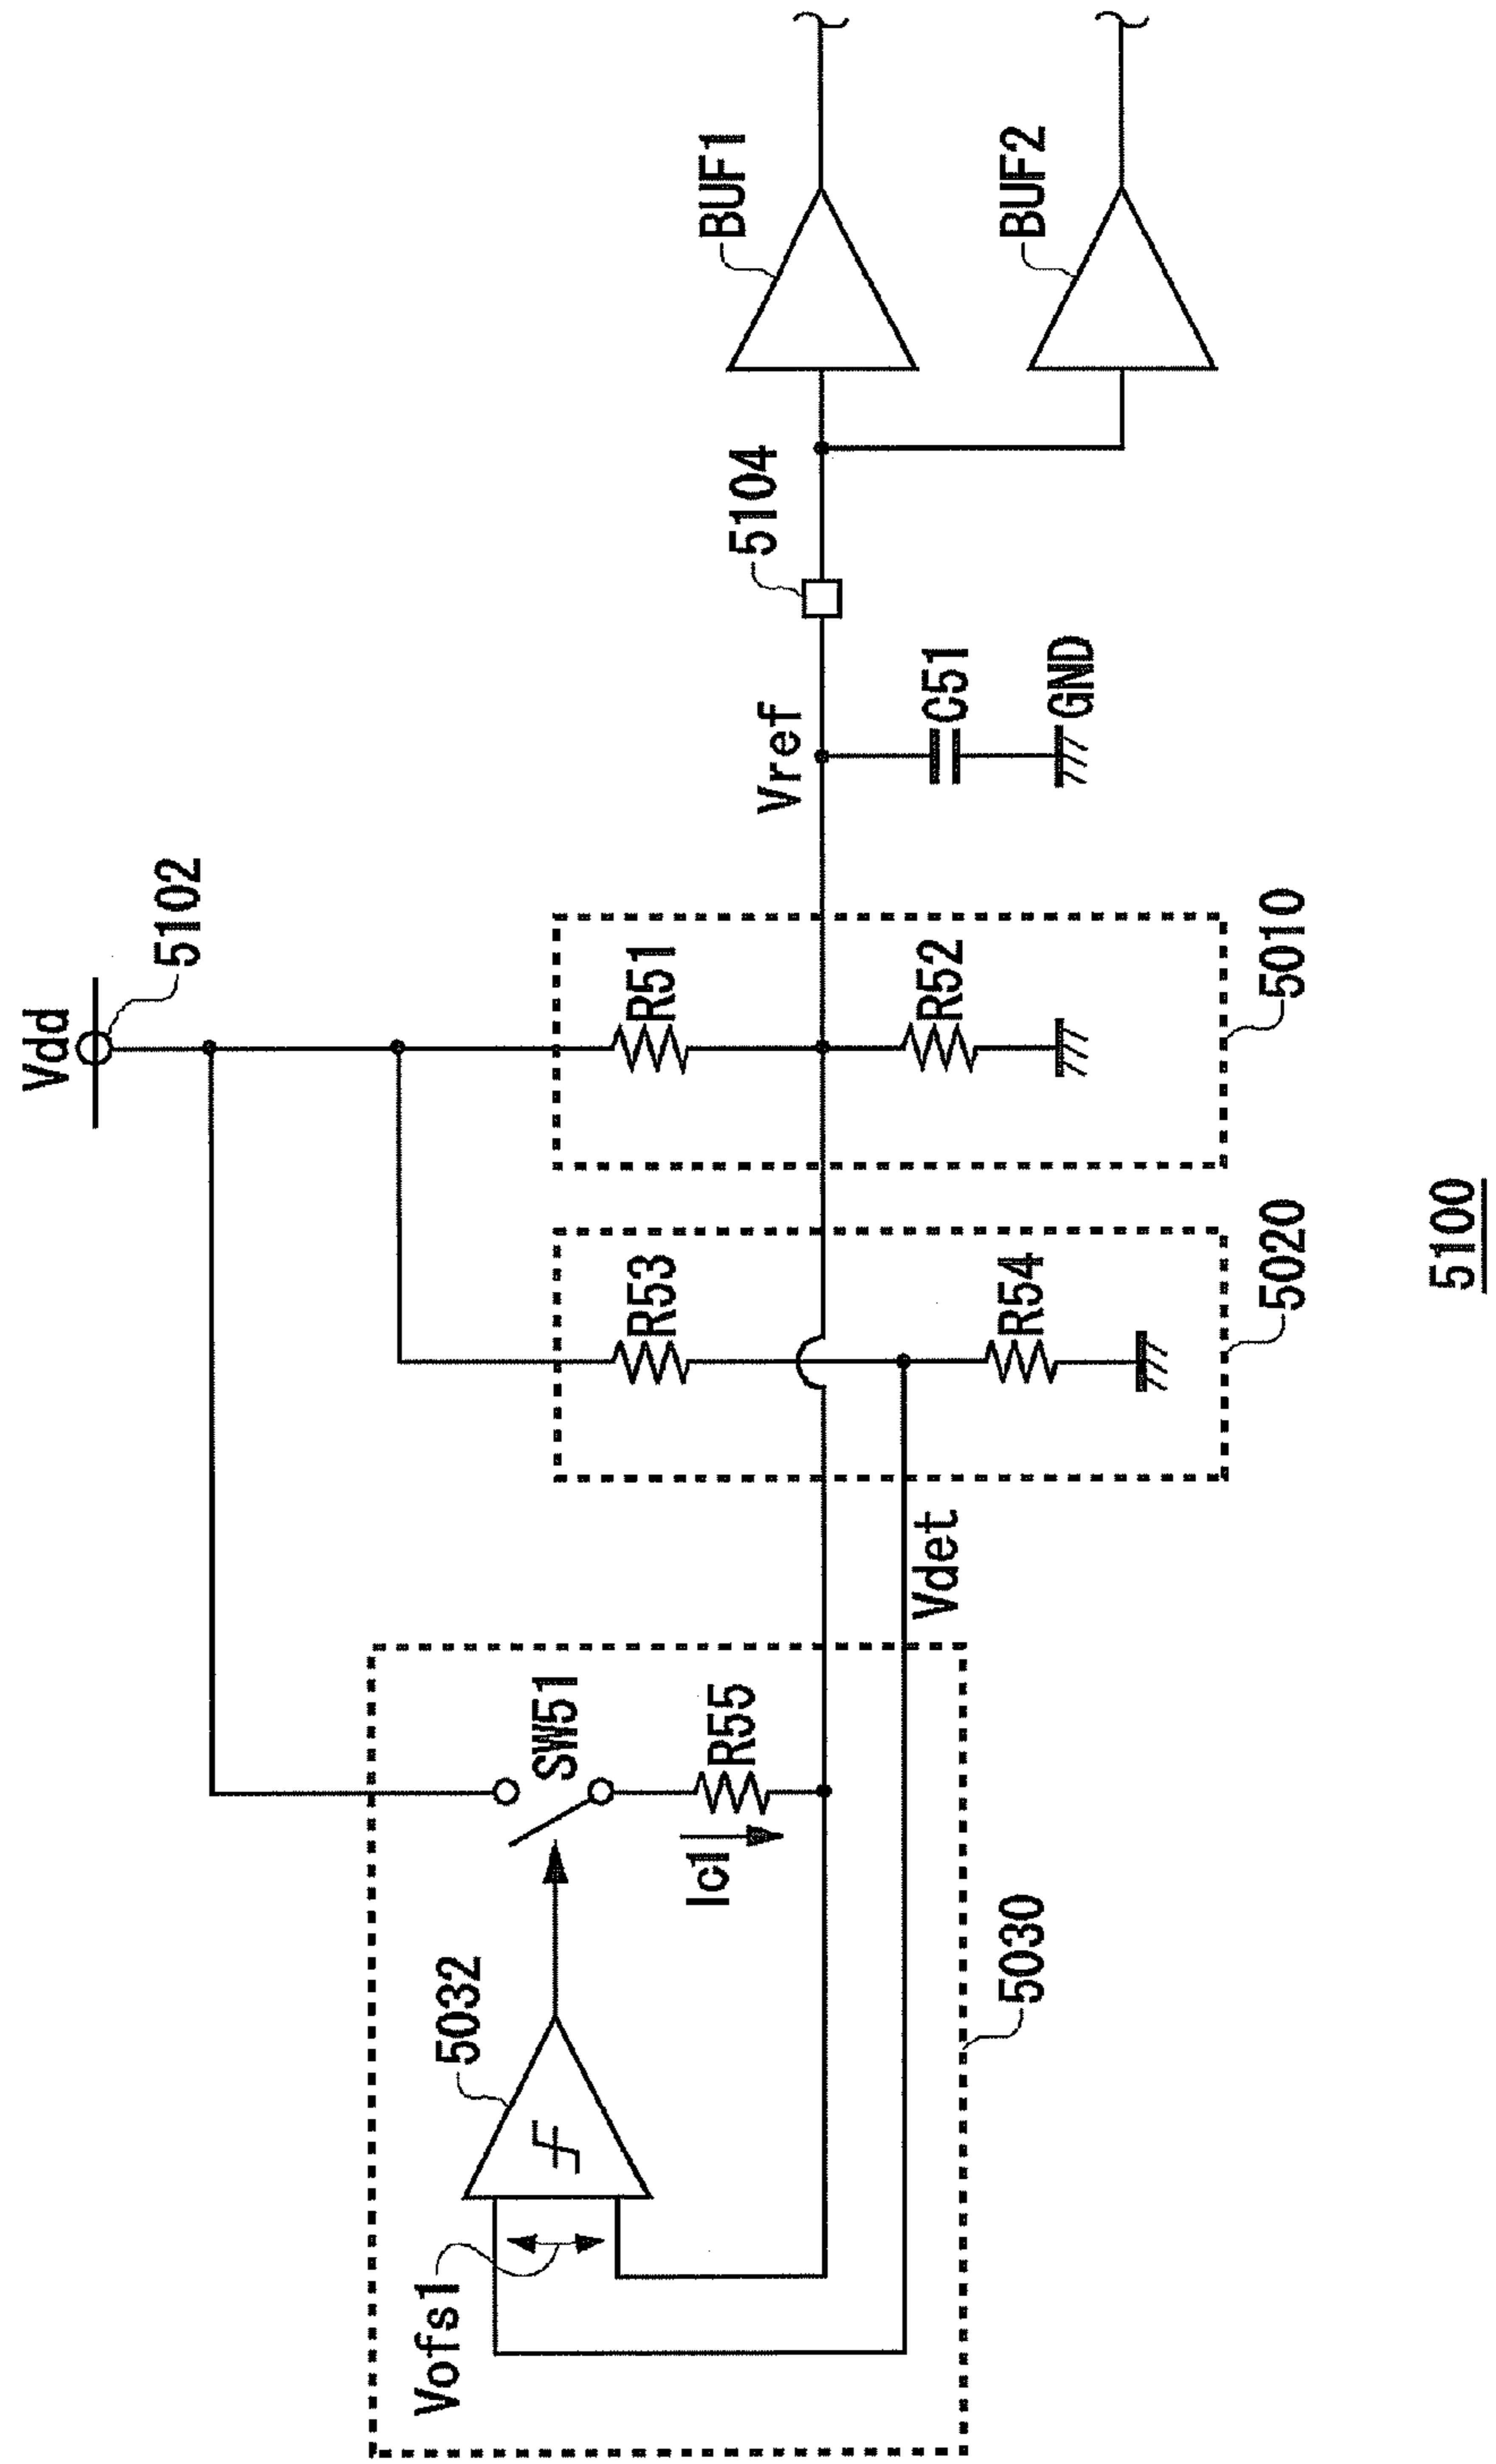 Vdd
5102
BUF1
BUF2
5104
Vref
C51
GND
R51
R52
5010
R53
R54
5020
Vdet
SW51
R55
Ic1
5032
Vofs1
5030
5100